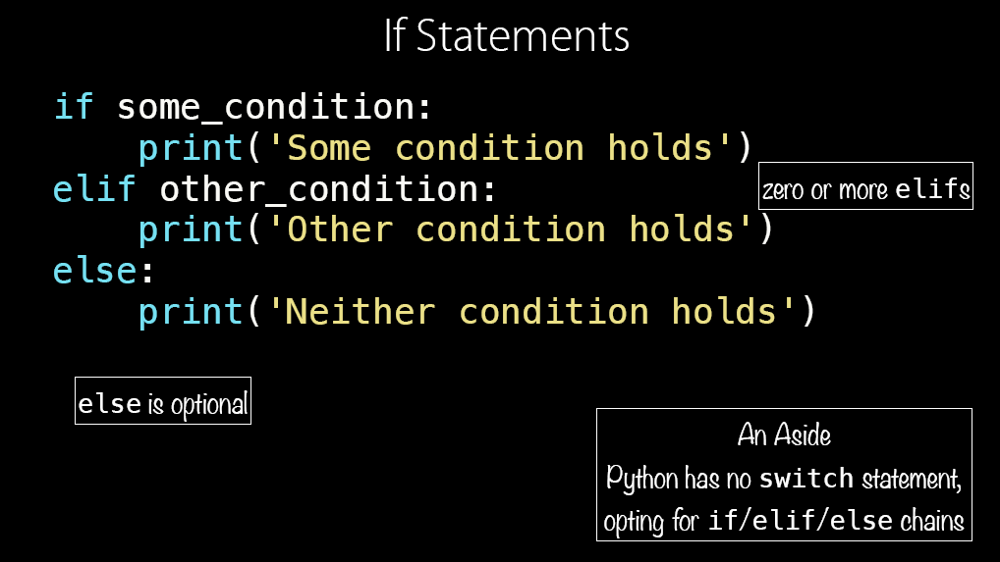 If Statements
if some_condition:
    print('Some condition holds')
elif other_condition:
    print('Other condition holds')
else:
    print('Neither condition holds')
zero or more elifs
else is optional
An Aside
Python has no switch statement,
opting for if/elif/else chains